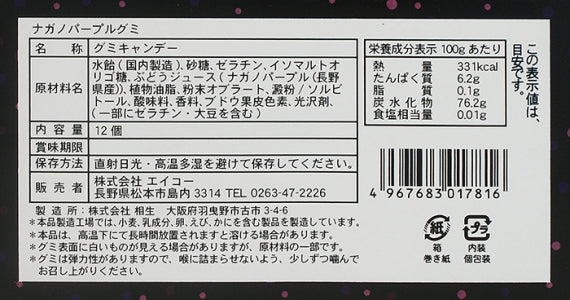 ナガノパープルグミ
名称 グミキャンデー
原材料名 水飴(国内製造)、砂糖、ゼラチン、イソマルトオ
リゴ糖、ぶどうジュース(ナガノパープル(長野
県産))、植物油脂、粉末オブラート、澱粉/ソルビ
トール、酸味料、香料、ブドウ果皮色素、光沢剤、
(一部にゼラチン・大豆を含む)
内容量 12個
賞味期限
保存方法 直射日光・高温多湿を避けて保存してください。
販売者 株式会社 エイコー
長野県松本市島内 3314 TEL 0263-47-2226
製造所:株式会社 相生 大阪府羽曳野市古市 3-4-6
*本製品製造工場では、小麦、乳成分、卵、えび、かにを含む製品を製造しています。
*本品は、高温下にて長時間放置されますと溶ける場合があります。
*グミ表面に白いものが見える場合がありますが、原材料の一部です。
*グミは弾力性がありますので、喉に詰まらせないよう、少しずつ噛んで
お召し上がりください。
栄養成分表示 100g あたり
熱量 331kcal
たんぱく質 6.2g
脂質 0.1g
炭水化物 76.2g
食塩相当量 0.01g
この表示値は、
目安です。
4967683017816
紙
箱
巻き紙
プラ
内装
個包装